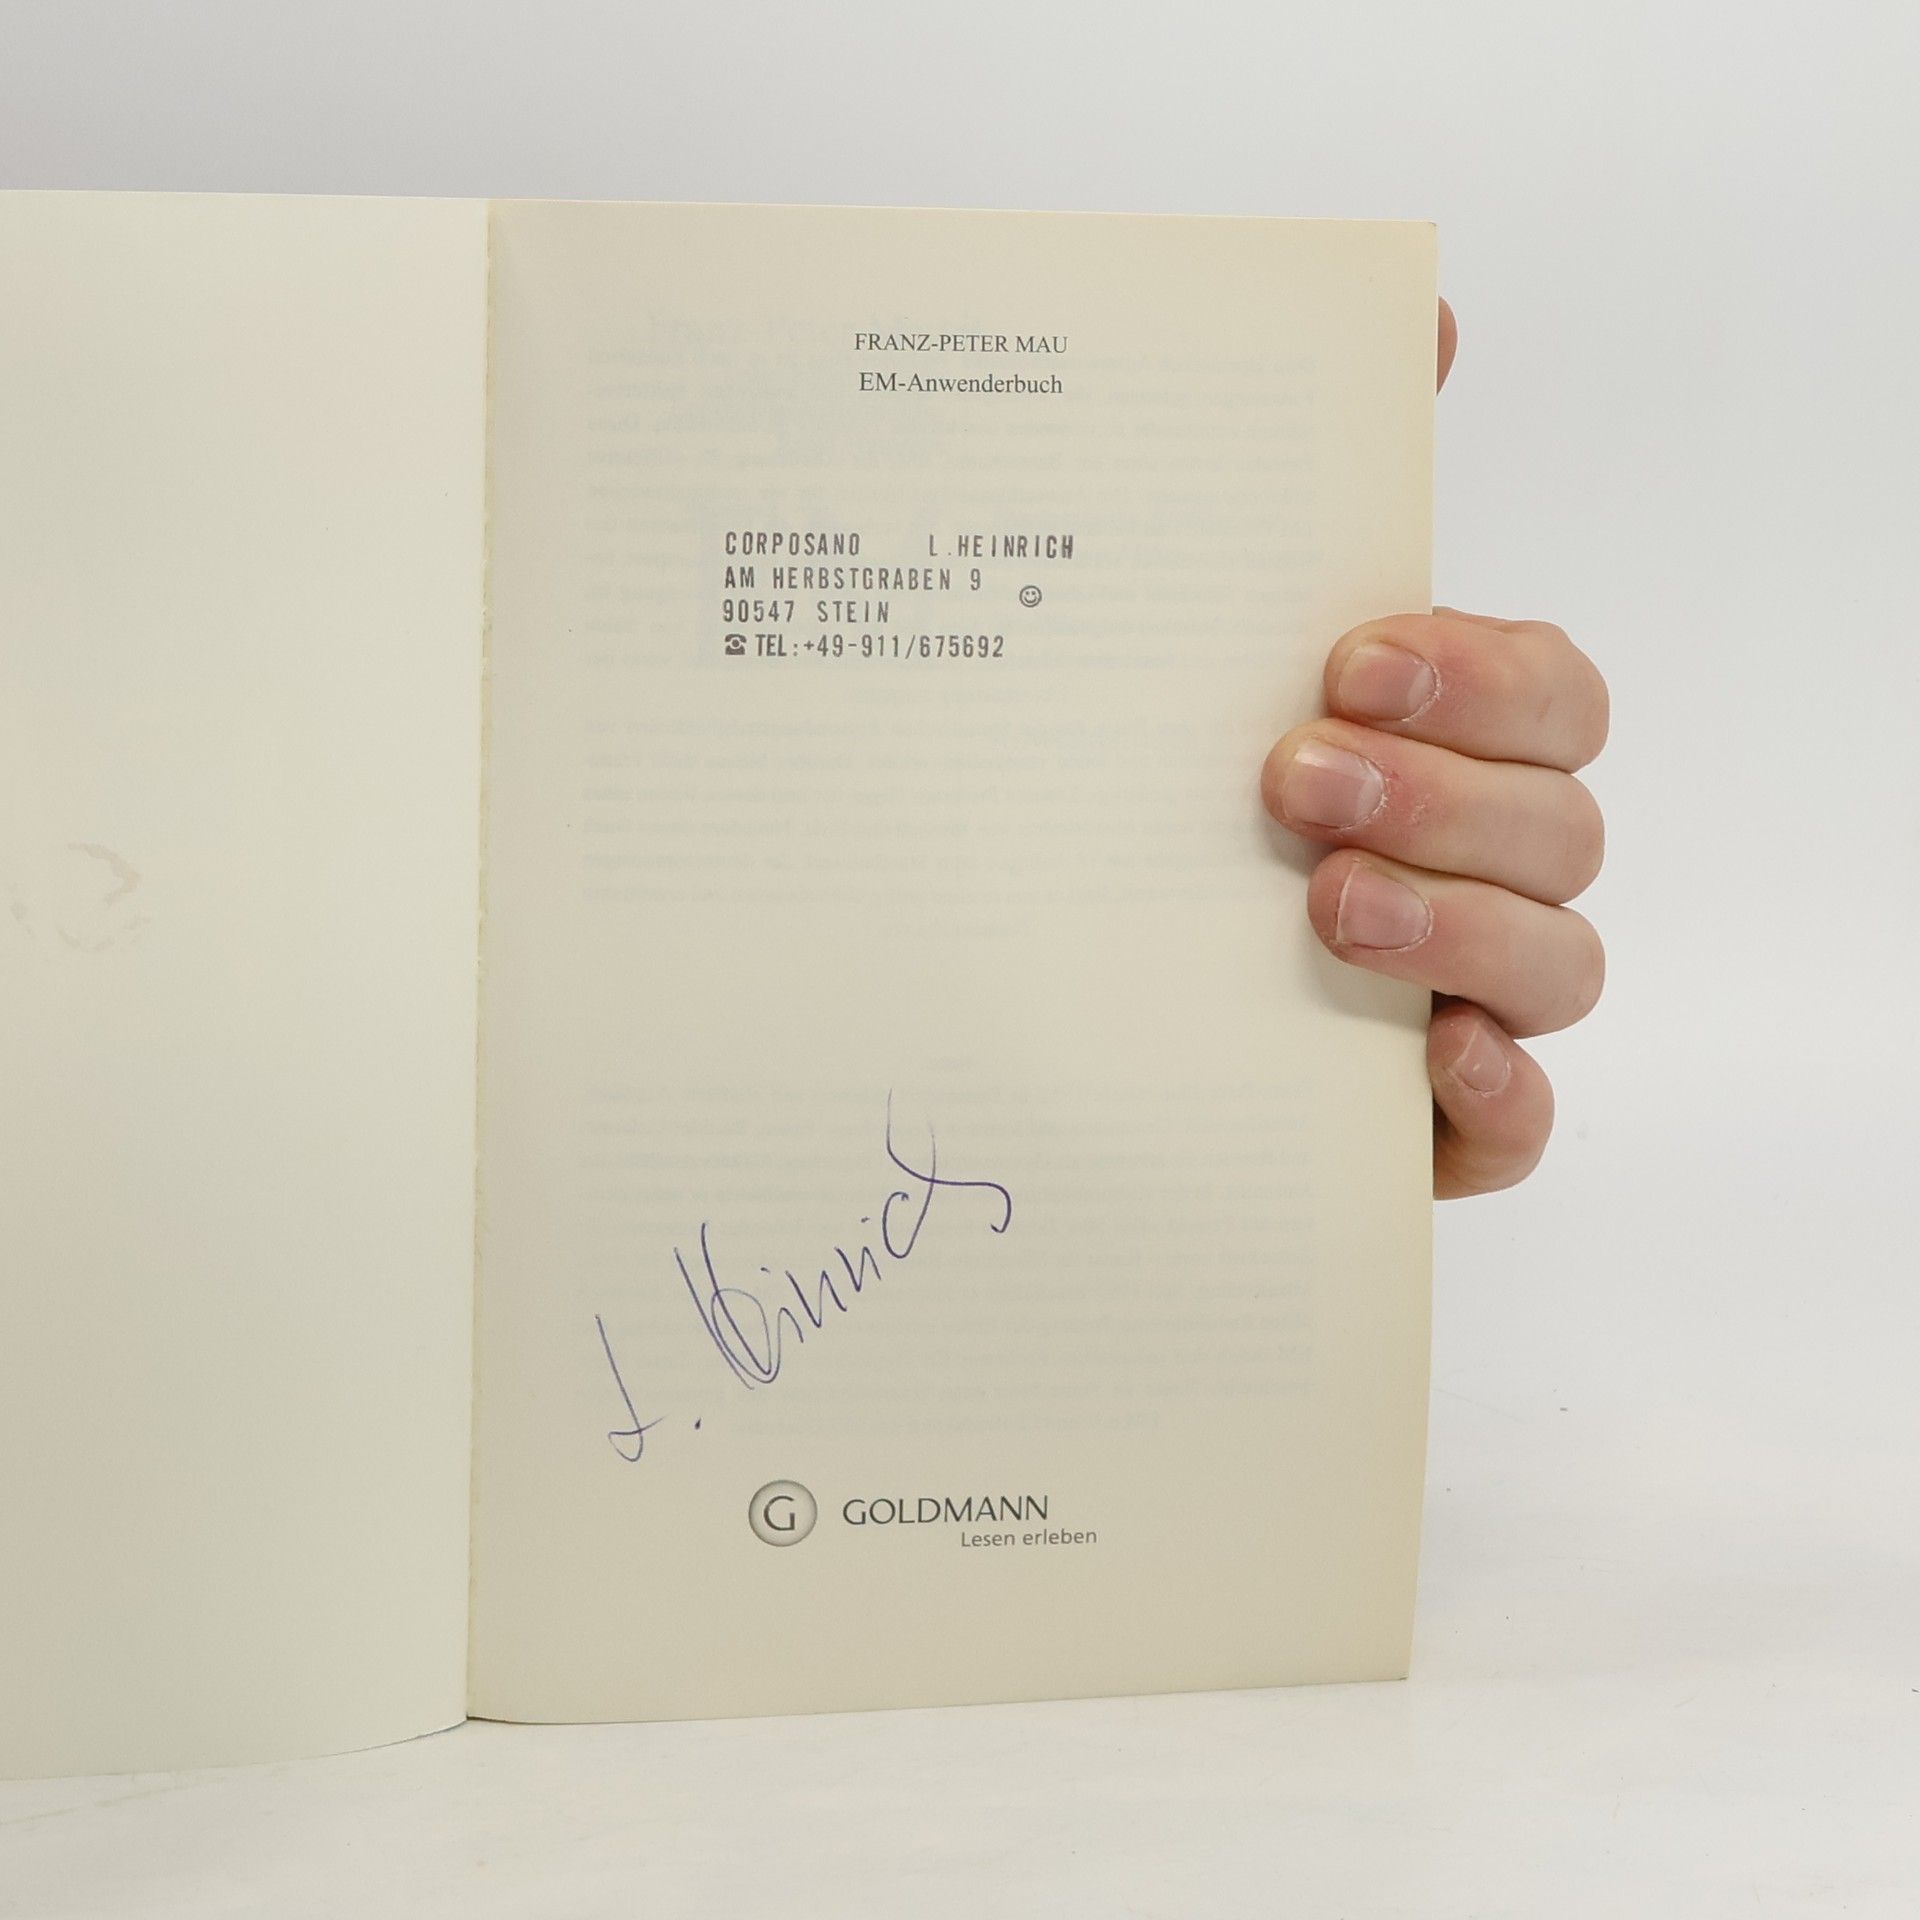 FRANZ-PETER MAU
EM-Anwenderbuch
CORPOSANO L.HEINRICH
AM HERBSTGRABEN 9 ☺
90547 STEIN
☎ TEL:+49-911/675692
L. Heinrich
G GOLDMANN
Lesen erleben